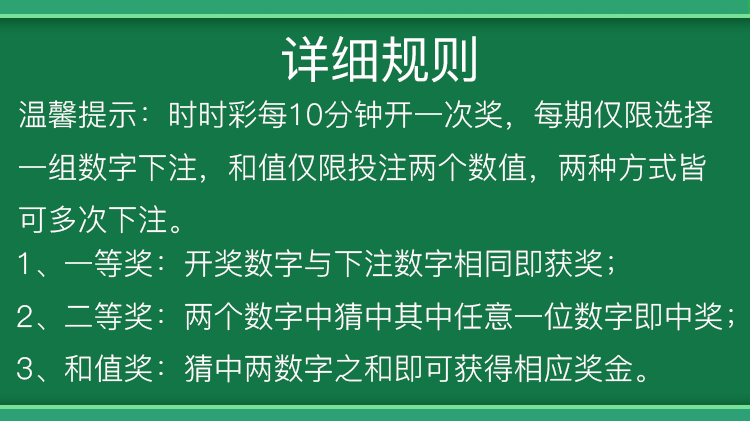 详细规则
温馨提示：时时彩每10分钟开一次奖，每期仅限选择
一组数字下注，和值仅限投注两个数值，两种方式皆
可多次下注。
1、一等奖：开奖数字与下注数字相同即获奖；
2、二等奖：两个数字中猜中其中任意一位数字即中奖；
3、和值奖：猜中两数字之和即可获得相应奖金。